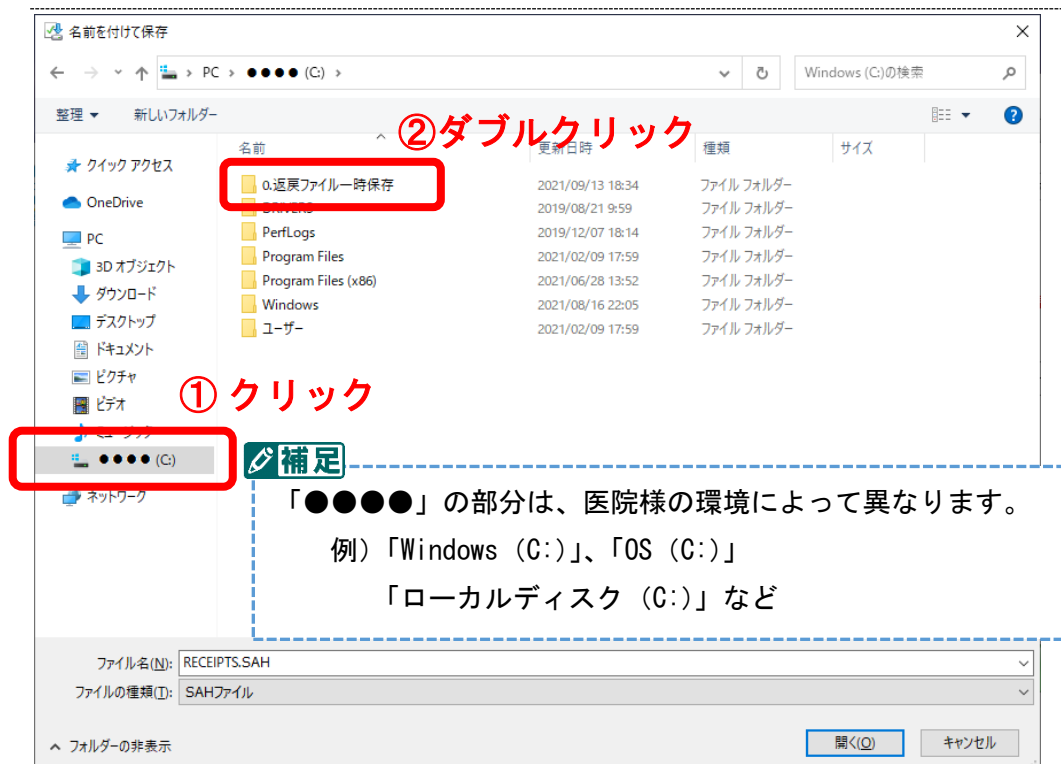 名前を付けて保存
PC › ●●●● (C:) ›
Windows (C:)の検索
整理 新しいフォルダー
②ダブルクリック
名前 更新日時 種類 サイズ
クイック アクセス
OneDrive
PC
3D オブジェクト
ダウンロード
デスクトップ
ドキュメント
ピクチャ
ビデオ
●●●● (C:)
ネットワーク
0.返戻ファイル一時保存 2021/09/13 18:34 ファイル フォルダー
DRIVERS 2019/08/21 9:59 ファイル フォルダー
PerfLogs 2019/12/07 18:14 ファイル フォルダー
Program Files 2021/02/09 17:59 ファイル フォルダー
Program Files (x86) 2021/06/28 13:52 ファイル フォルダー
Windows 2021/08/16 22:05 ファイル フォルダー
ユーザー 2021/02/09 17:59 ファイル フォルダー
① クリック
補足
「●●●●」の部分は、医院様の環境によって異なります。
例）「Windows (C:)」、「OS (C:)」
「ローカルディスク (C:)」など
ファイル名(N): RECEIPTS.SAH
ファイルの種類(T): SAHファイル
フォルダーの非表示
開く(O) キャンセル